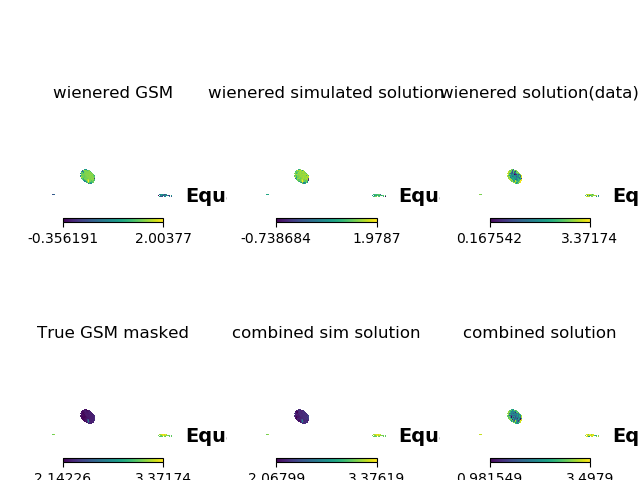 wienered GSM
wienered simulated solution
wienered solution(data)
Equ
Equ
Eq
-0.356191 2.00377
-0.738684 1.9787
0.167542 3.37174
True GSM masked
combined sim solution
combined solution
Equ
Equ
Eq
2.14226 3.37174
2.06799 3.37619
0.981549 3.4979